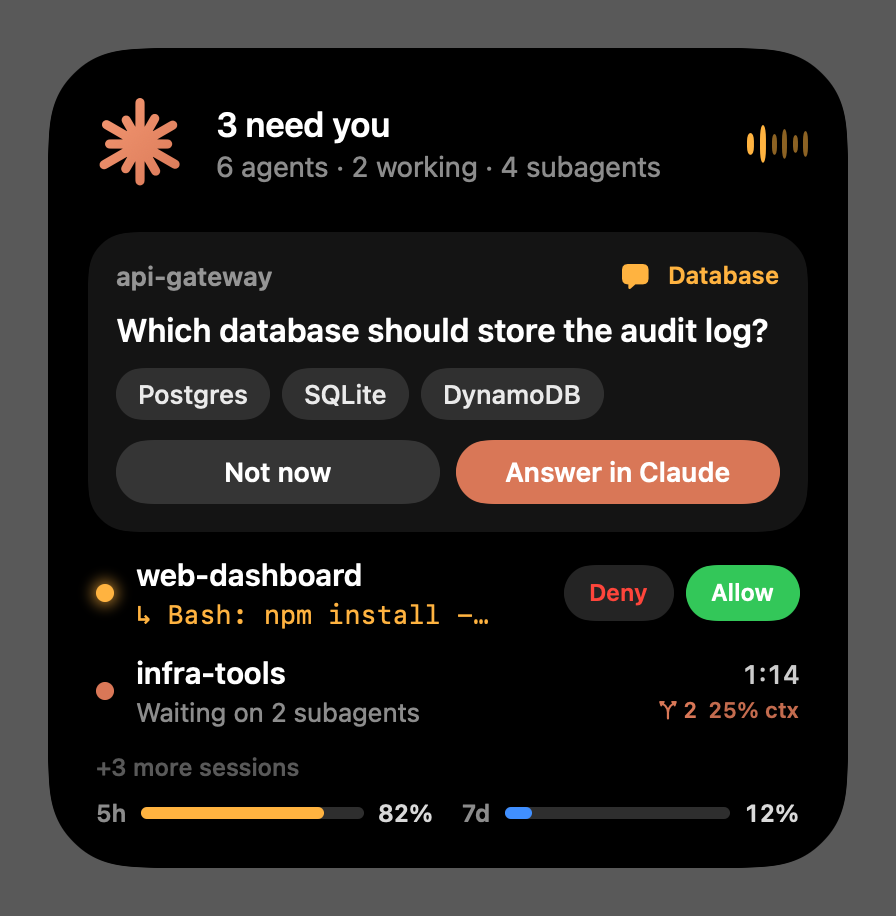 3 need you
6 agents · 2 working · 4 subagents
api-gateway
Database
Which database should store the audit log?
Postgres
SQLite
DynamoDB
Not now
Answer in Claude
web-dashboard
↳ Bash: npm install –…
Deny
Allow
infra-tools
1:14
Waiting on 2 subagents
2 25% ctx
+3 more sessions
5h 82% 7d 12%